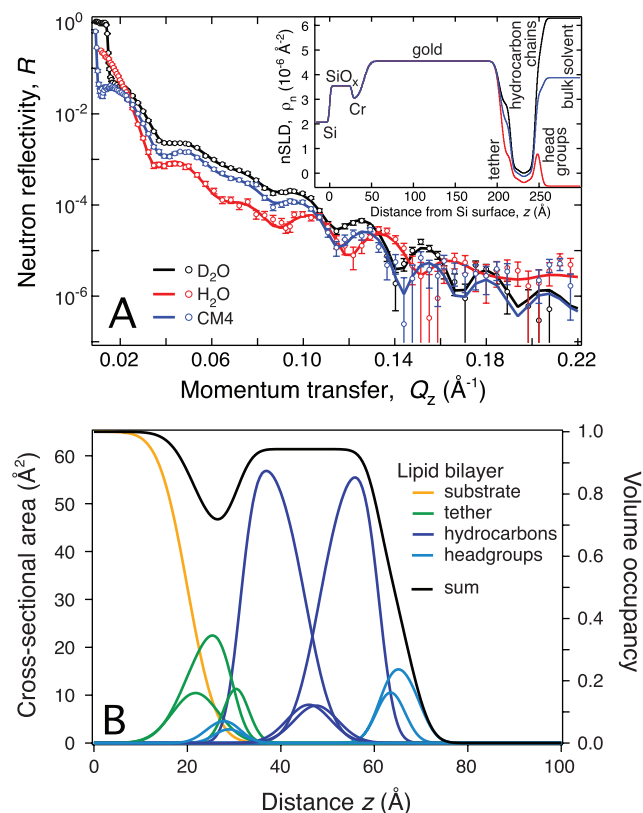 A
Neutron reflectivity, R
10⁰
10⁻²
10⁻⁴
10⁻⁶
D₂O
H₂O
CM4
0.02
0.06
0.10
0.14
0.18
0.22
Momentum transfer, Q_z (Å⁻¹)
nSLD, ρₙ (10⁻⁶ Å⁻²)
6
5
4
3
2
1
0
Si
SiOₓ
Cr
gold
tether
hydrocarbon
chains
head
groups
bulk solvent
0
50
100
150
200
250
Distance from Si surface, z (Å)
B
Cross-sectional area (Å²)
60
50
40
30
20
10
0
Lipid bilayer
substrate
tether
hydrocarbons
headgroups
sum
1.0
0.8
0.6
0.4
0.2
0.0
Volume occupancy
0
20
40
60
80
100
Distance z (Å)